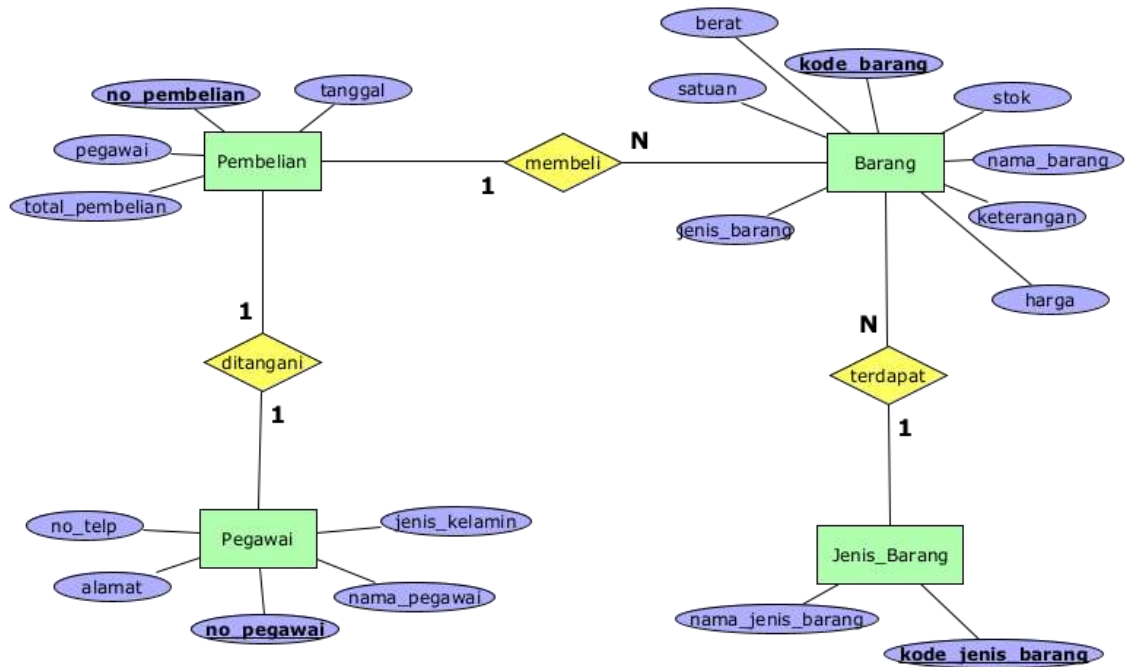 berat
kode_barang
no_pembelian
tanggal
satuan
stok
pegawai
Pembelian
membeli
N
1
Barang
nama_barang
total_pembelian
keterangan
jenis_barang
harga
1
ditangani
1
N
terdapat
1
no_telp
Pegawai
jenis_kelamin
alamat
nama_pegawai
no_pegawai
Jenis_Barang
nama_jenis_barang
kode_jenis_barang